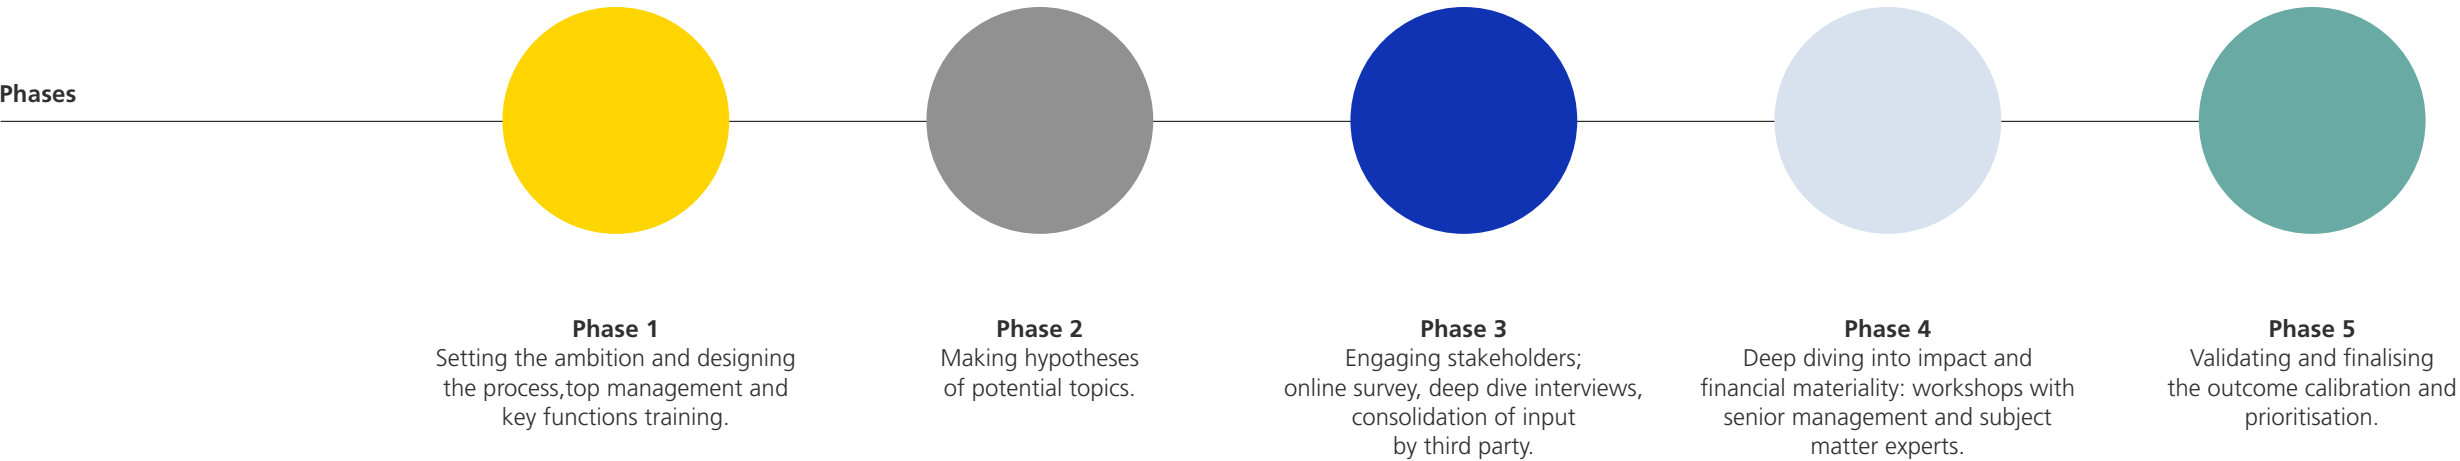 Phases
Phase 1
Setting the ambition and designing
the process,top management and
key functions training.
Phase 2
Making hypotheses
of potential topics.
Phase 3
Engaging stakeholders;
online survey, deep dive interviews,
consolidation of input
by third party.
Phase 4
Deep diving into impact and
financial materiality: workshops with
senior management and subject
matter experts.
Phase 5
Validating and finalising
the outcome calibration and
prioritisation.